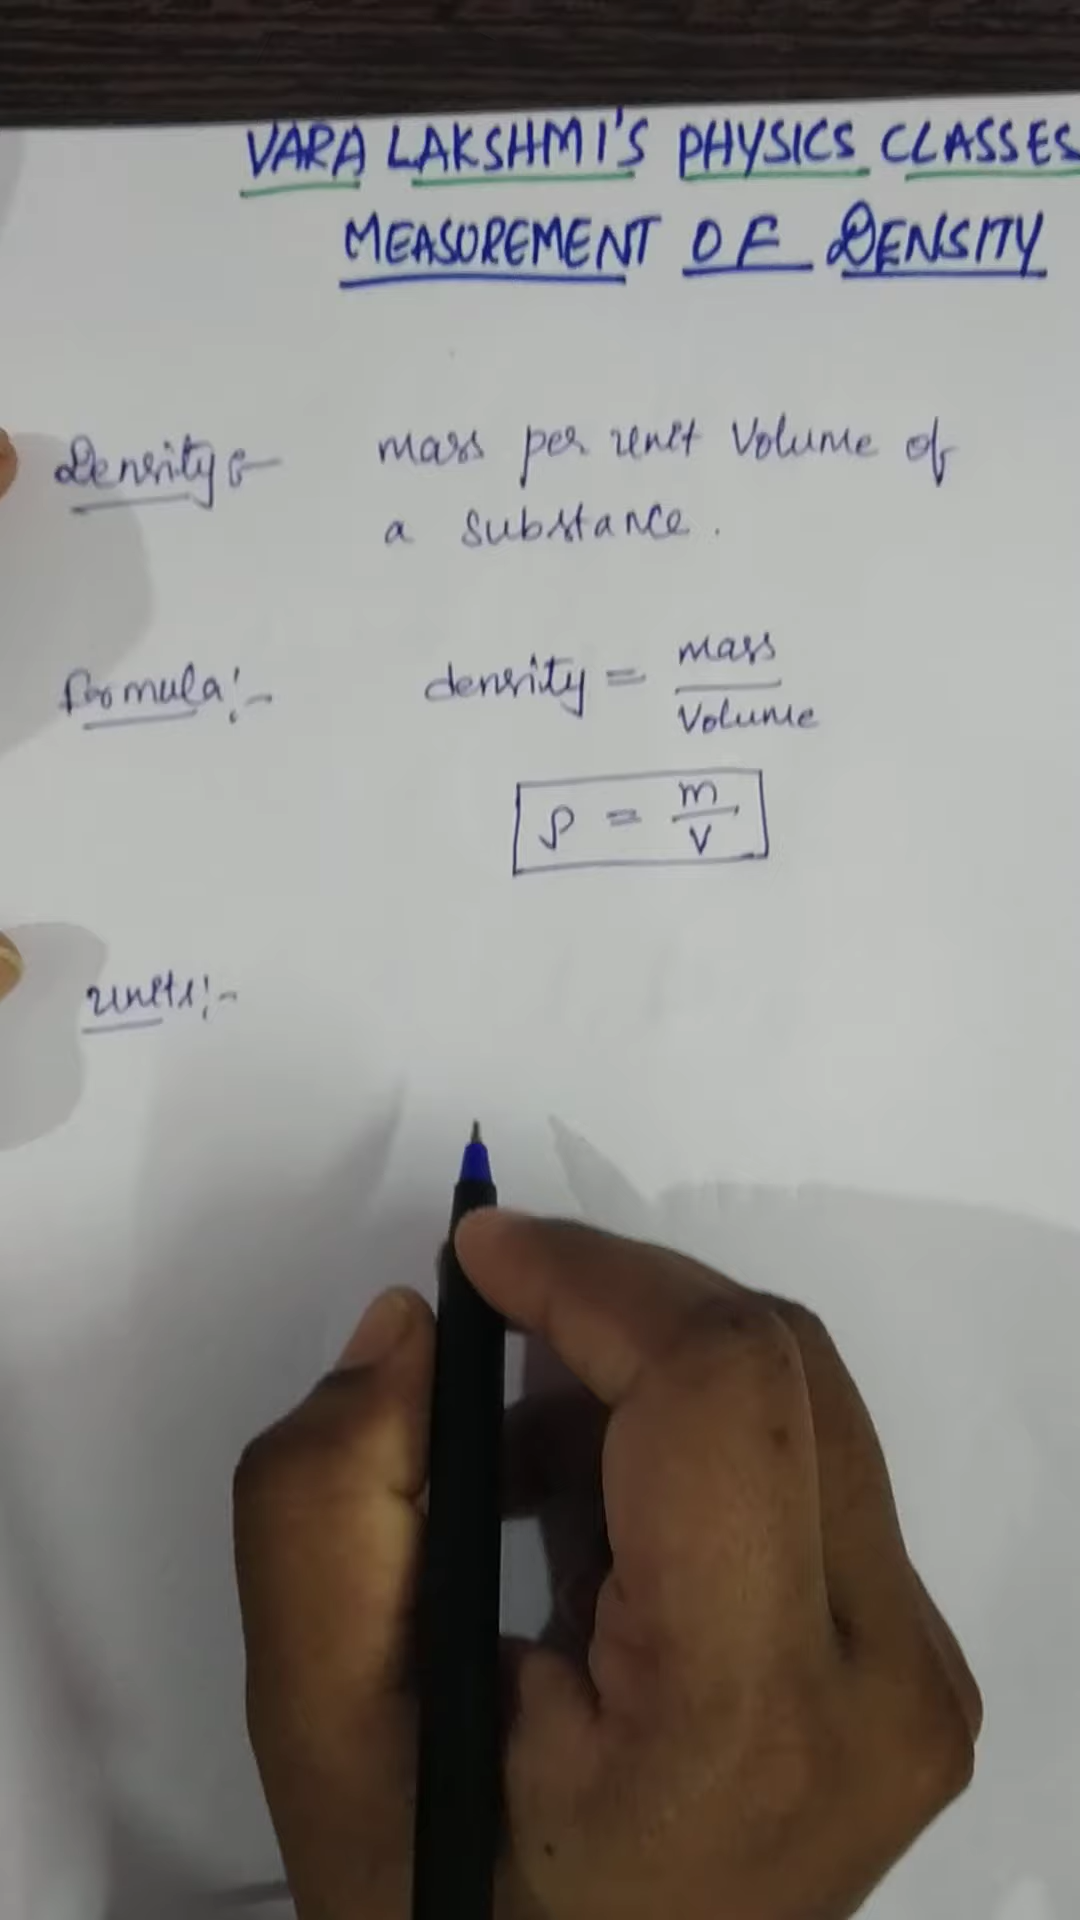 VARA LAKSHMI'S PHYSICS CLASSES
MEASUREMENT OF DENSITY
Density :- mass per unit Volume of
a substance.
formula :- density = mass / Volume
ρ = m / V
units :-